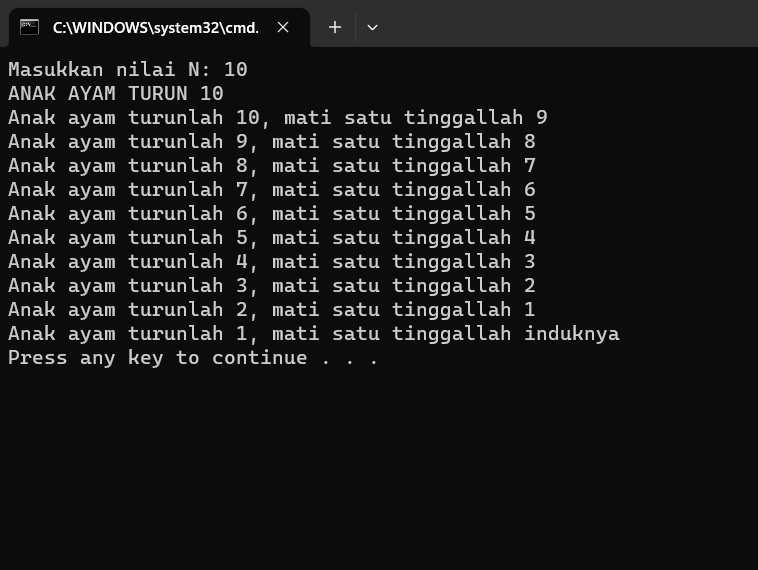 C:\WINDOWS\system32\cmd.
Masukkan nilai N: 10
ANAK AYAM TURUN 10
Anak ayam turunlah 10, mati satu tinggallah 9
Anak ayam turunlah 9, mati satu tinggallah 8
Anak ayam turunlah 8, mati satu tinggallah 7
Anak ayam turunlah 7, mati satu tinggallah 6
Anak ayam turunlah 6, mati satu tinggallah 5
Anak ayam turunlah 5, mati satu tinggallah 4
Anak ayam turunlah 4, mati satu tinggallah 3
Anak ayam turunlah 3, mati satu tinggallah 2
Anak ayam turunlah 2, mati satu tinggallah 1
Anak ayam turunlah 1, mati satu tinggallah induknya
Press any key to continue . . .